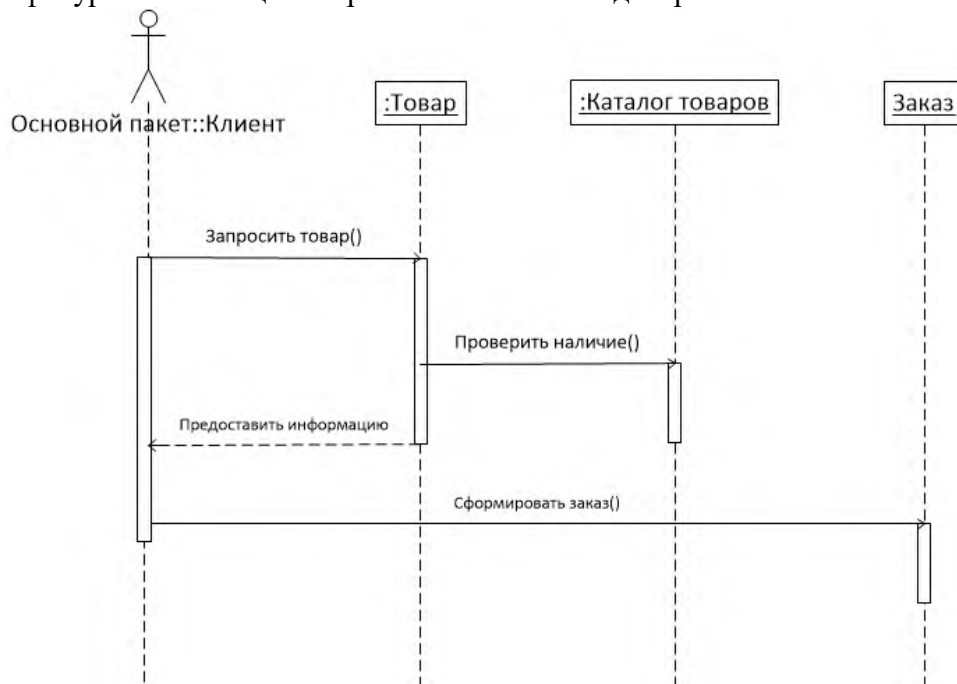 :Товар
:Каталог товаров
Заказ
Основной пакет::Клиент
Запросить товар()
Проверить наличие()
Предоставить информацию
Сформировать заказ()